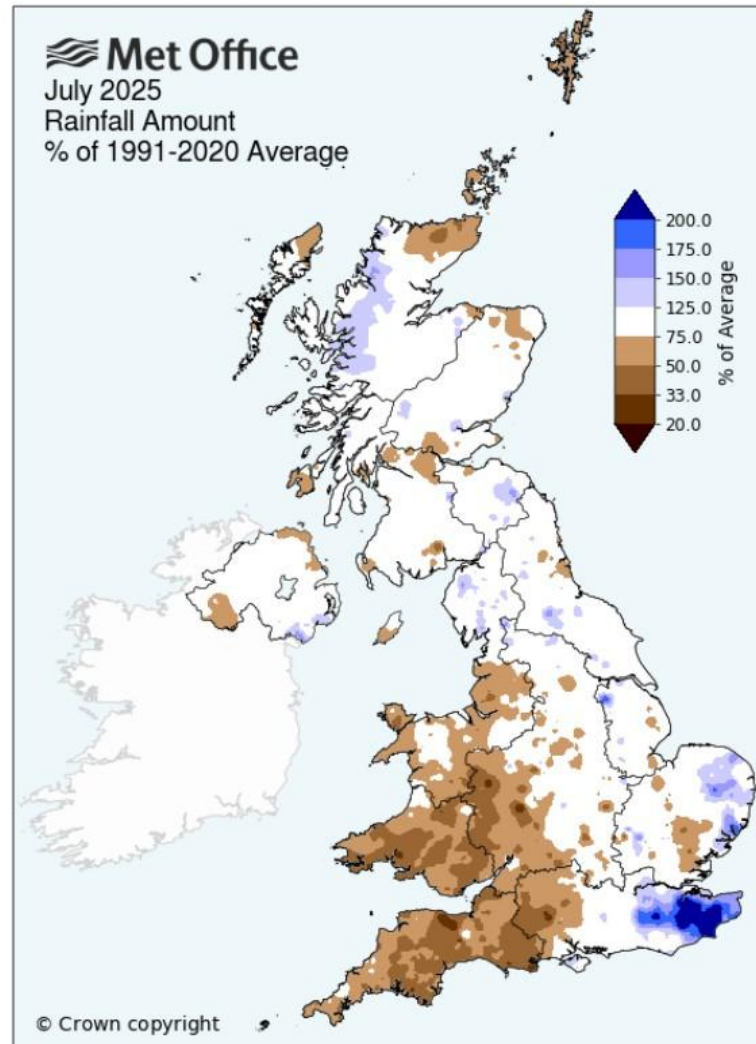 Met Office
July 2025
Rainfall Amount
% of 1991-2020 Average
200.0
175.0
150.0
125.0
75.0
50.0
33.0
20.0
% of Average
© Crown copyright